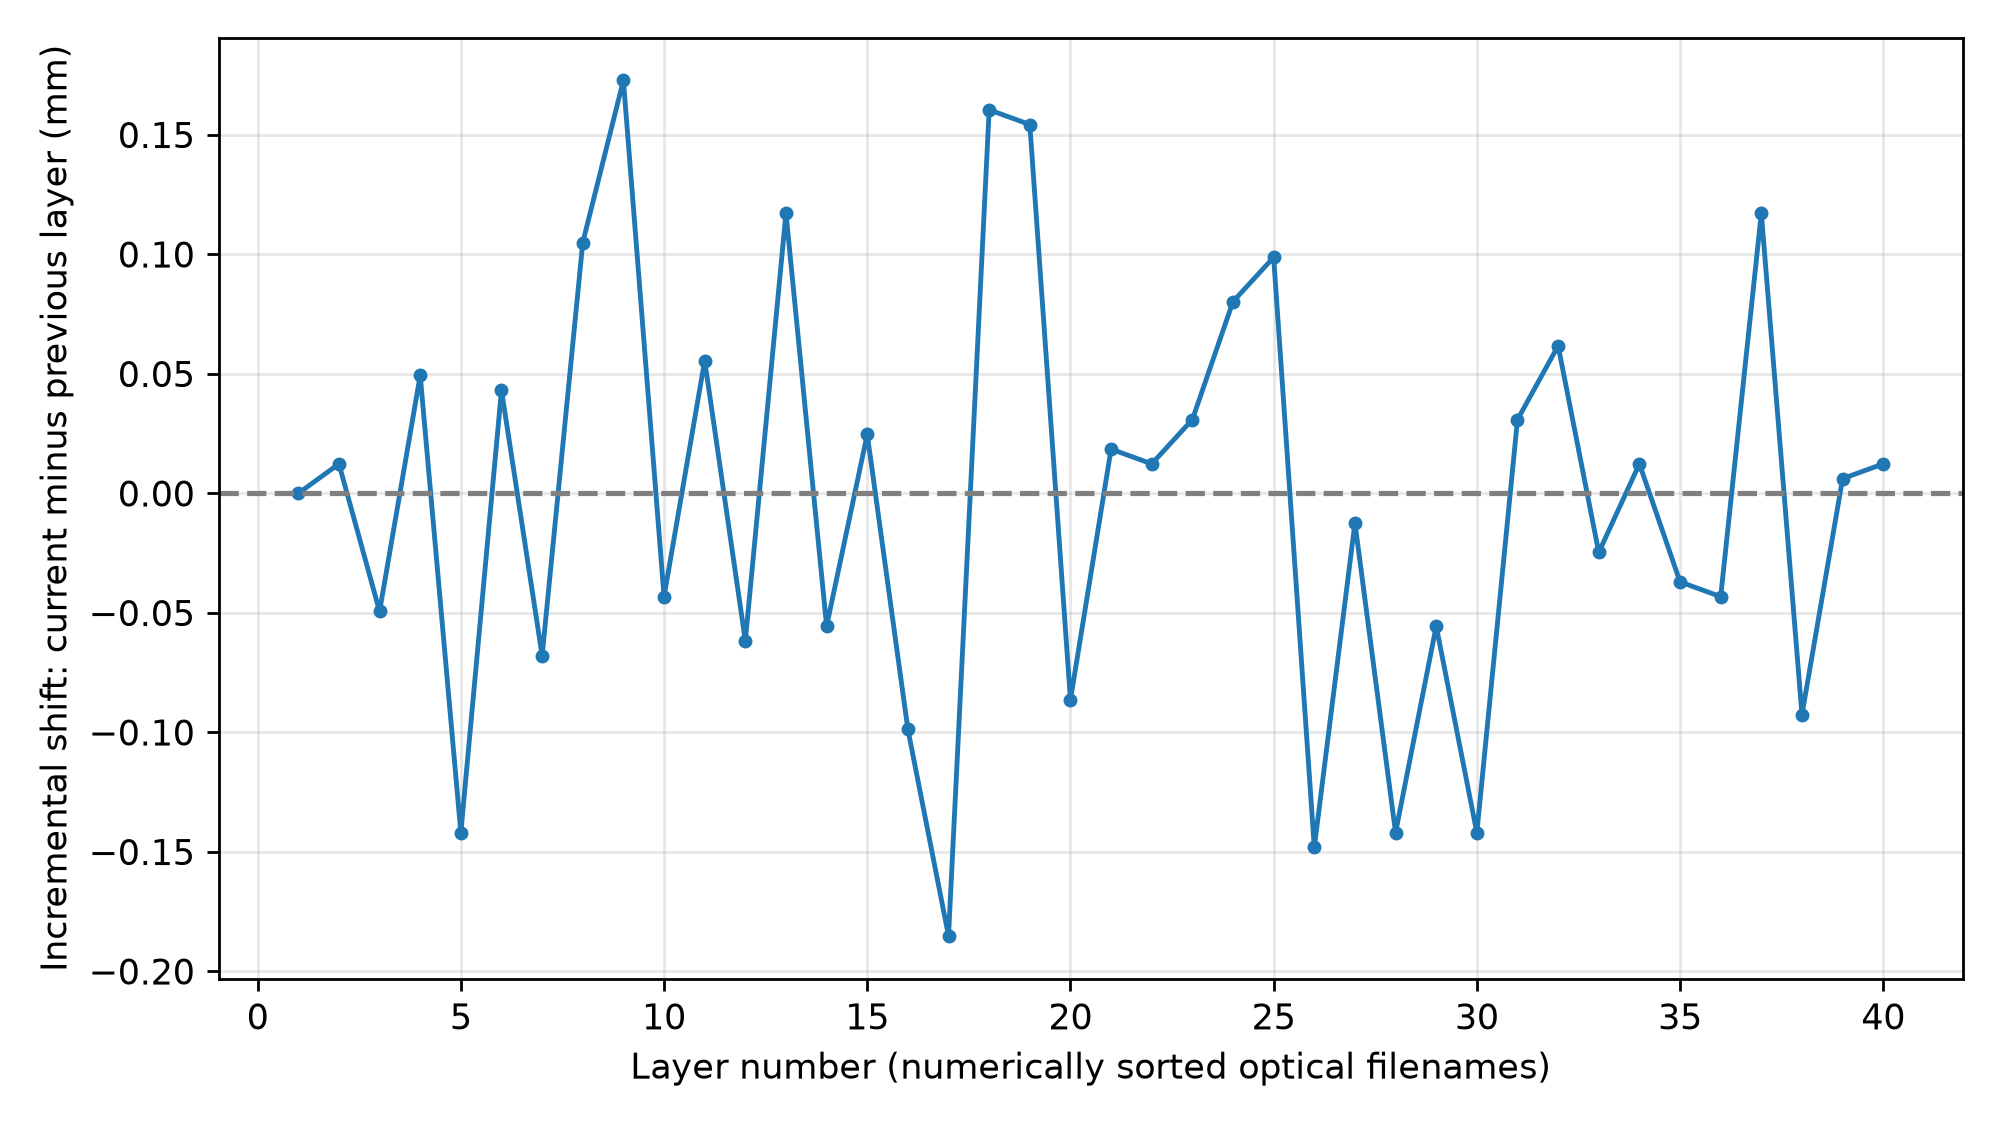 Incremental shift: current minus previous layer (mm)
0.15
0.10
0.05
0.00
−0.05
−0.10
−0.15
−0.20
0 5 10 15 20 25 30 35 40
Layer number (numerically sorted optical filenames)